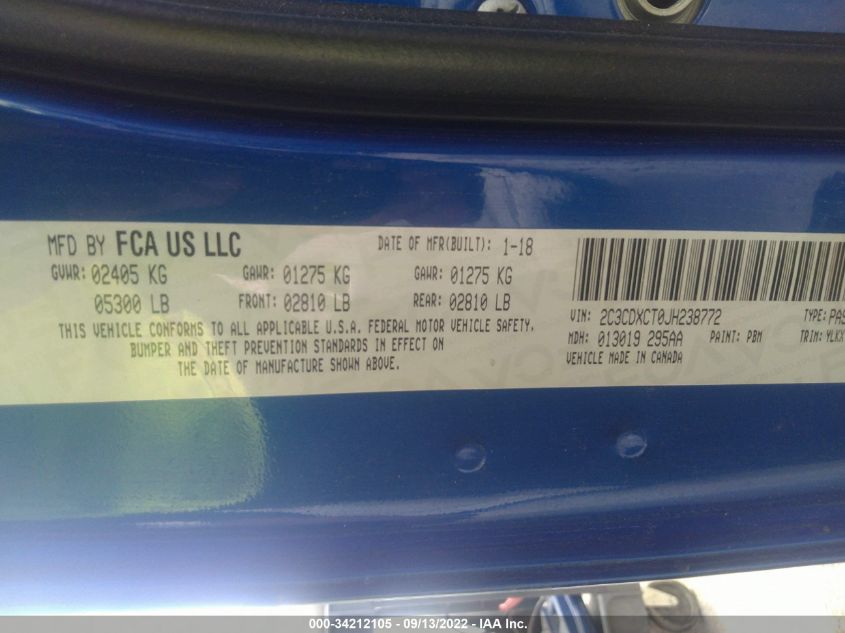 MFD BY FCA US LLC
DATE OF MFR(BUILT): 1-18
GVWR: 02405 KG GAWR: 01275 KG GAWR: 01275 KG
05300 LB FRONT: 02810 LB REAR: 02810 LB
THIS VEHICLE CONFORMS TO ALL APPLICABLE U.S.A. FEDERAL MOTOR VEHICLE SAFETY,
BUMPER AND THEFT PREVENTION STANDARDS IN EFFECT ON
THE DATE OF MANUFACTURE SHOWN ABOVE.
VIN: 2C3CDXCT0JH238772 TYPE: PAS
MDH: 013019 295AA PAINT: PBM TRIM: YLKX
VEHICLE MADE IN CANADA
000-34212105 - 09/13/2022 - IAA Inc.